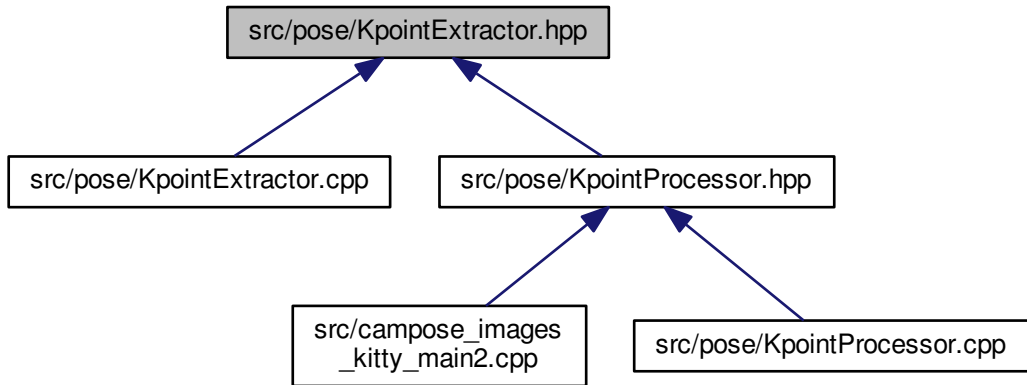 src/pose/KpointExtractor.hpp
src/pose/KpointExtractor.cpp
src/pose/KpointProcessor.hpp
src/campose_images
_kitty_main2.cpp
src/pose/KpointProcessor.cpp